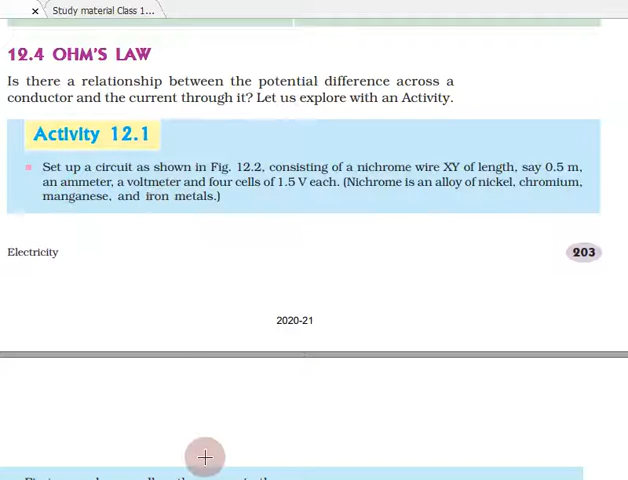 Study material Class 1...
12.4 OHM'S LAW
Is there a relationship between the potential difference across a
conductor and the current through it? Let us explore with an Activity.
Activity 12.1
Set up a circuit as shown in Fig. 12.2, consisting of a nichrome wire XY of length, say 0.5 m,
an ammeter, a voltmeter and four cells of 1.5 V each. (Nichrome is an alloy of nickel, chromium,
manganese, and iron metals.)
Electricity
203
2020-21